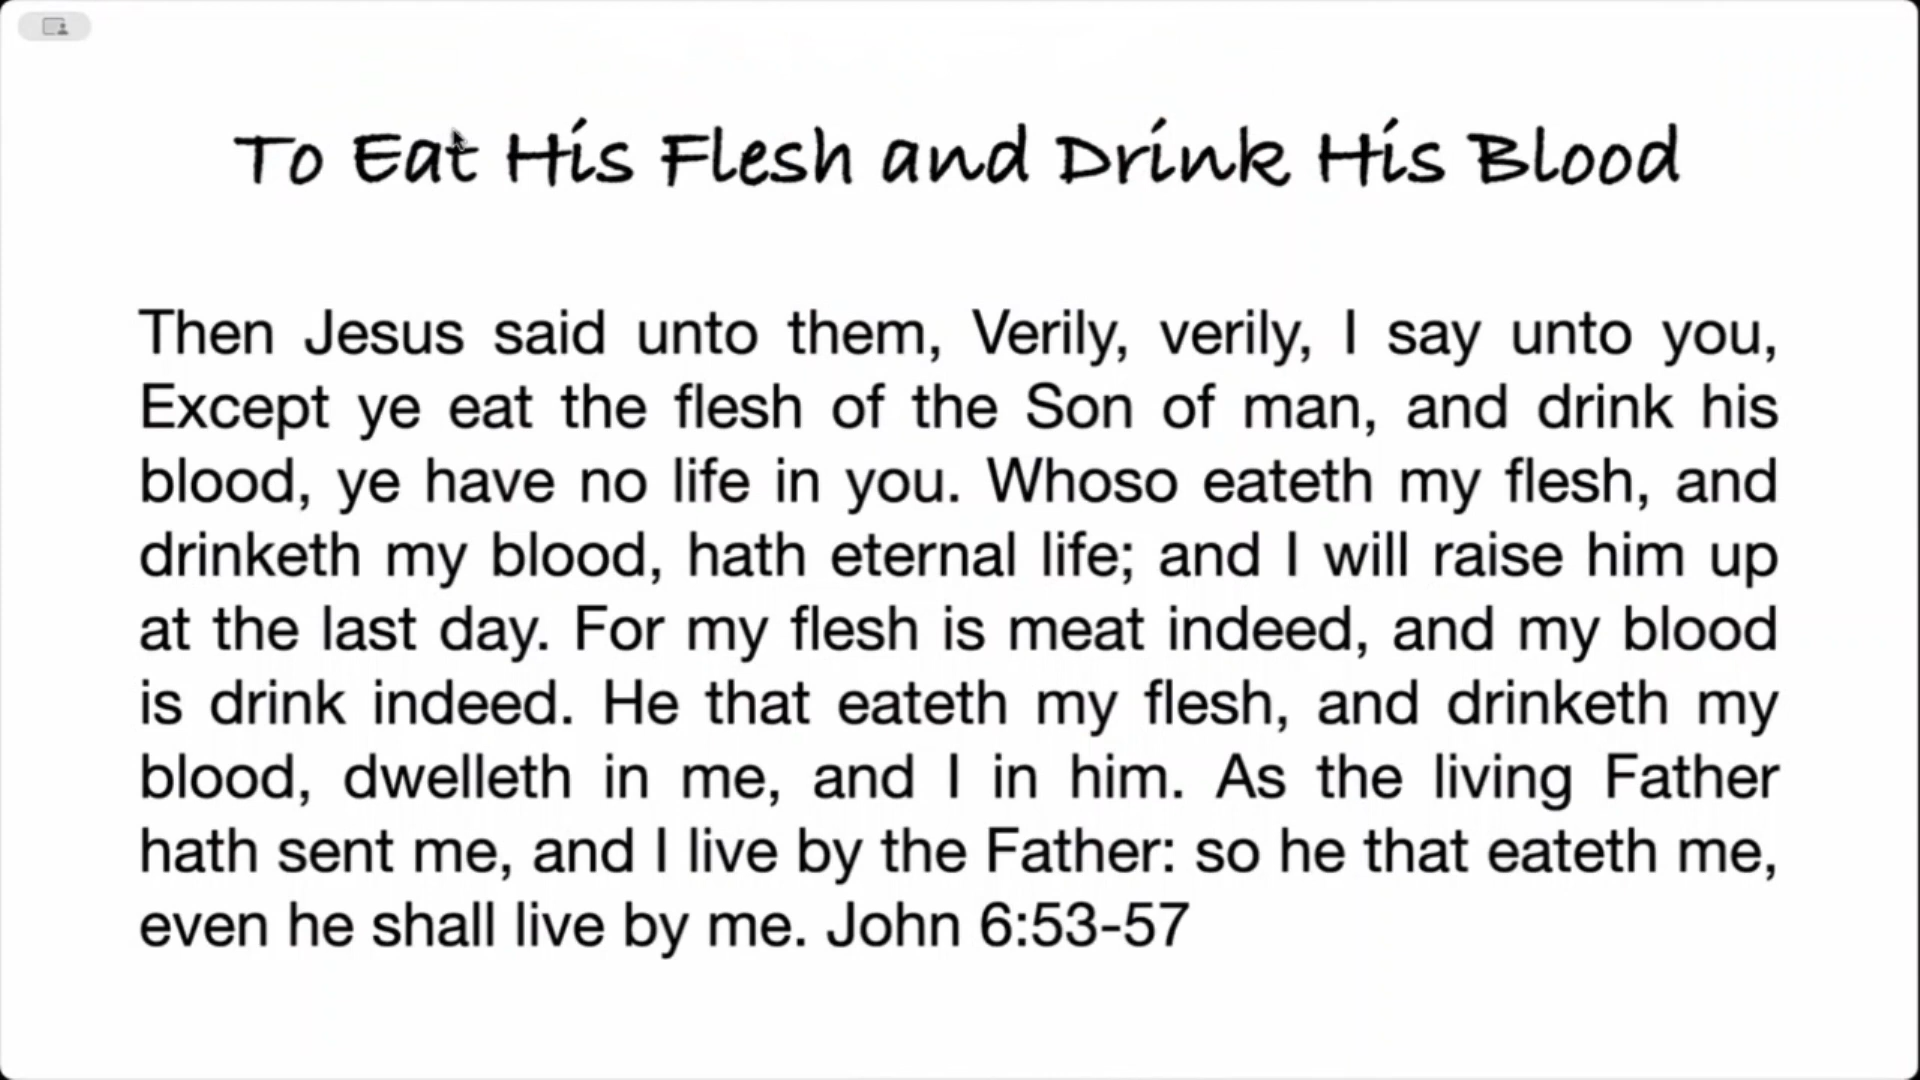 To Eat His Flesh and Drink His Blood
Then Jesus said unto them, Verily, verily, I say unto you,
Except ye eat the flesh of the Son of man, and drink his
blood, ye have no life in you. Whoso eateth my flesh, and
drinketh my blood, hath eternal life; and I will raise him up
at the last day. For my flesh is meat indeed, and my blood
is drink indeed. He that eateth my flesh, and drinketh my
blood, dwelleth in me, and I in him. As the living Father
hath sent me, and I live by the Father: so he that eateth me,
even he shall live by me. John 6:53-57